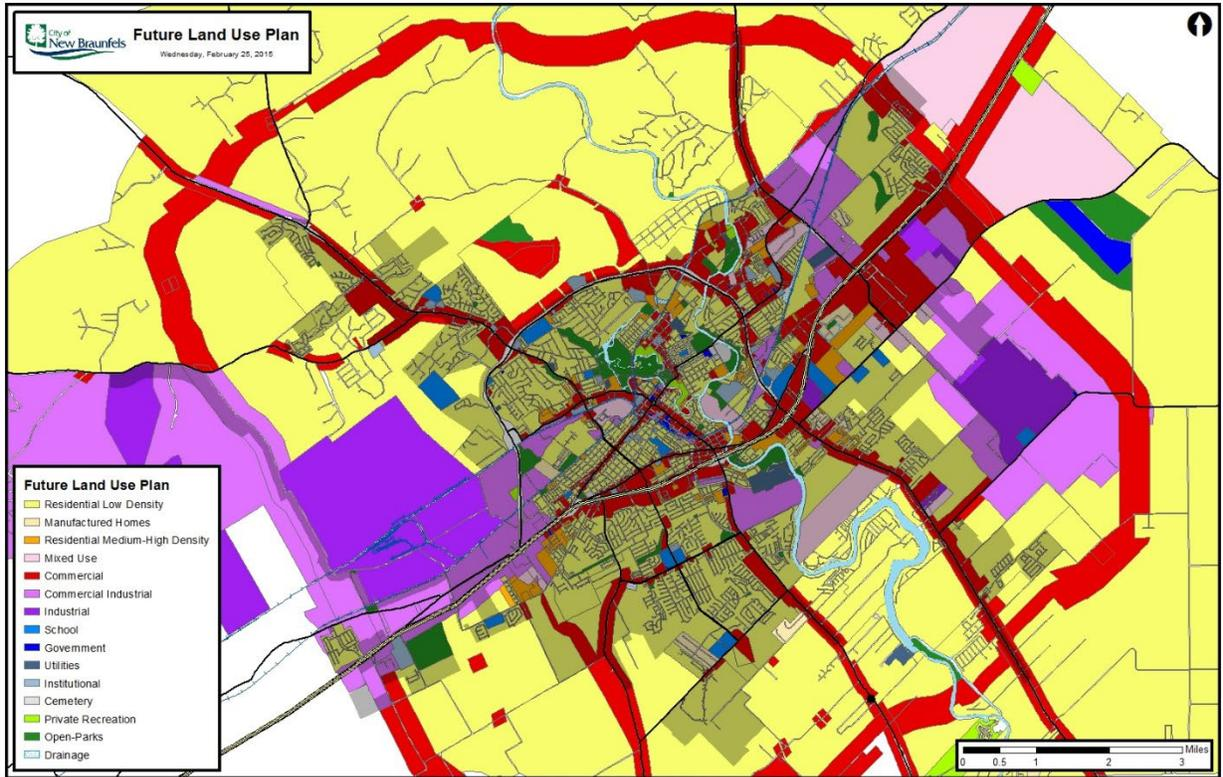 City of
New Braunfels
Future Land Use Plan
Wednesday, February 25, 2015
Future Land Use Plan
Residential Low Density
Manufactured Homes
Residential Medium-High Density
Mixed Use
Commercial
Commercial Industrial
Industrial
School
Government
Utilities
Institutional
Cemetery
Private Recreation
Open-Parks
Drainage
Miles
0 0.5 1 2 3